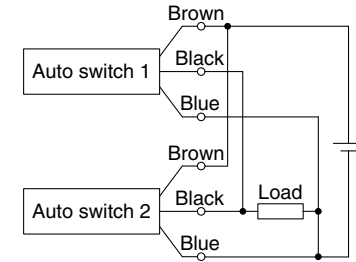 Brown
Auto switch 1
Black
Blue
Brown
Auto switch 2
Black
Load
Blue